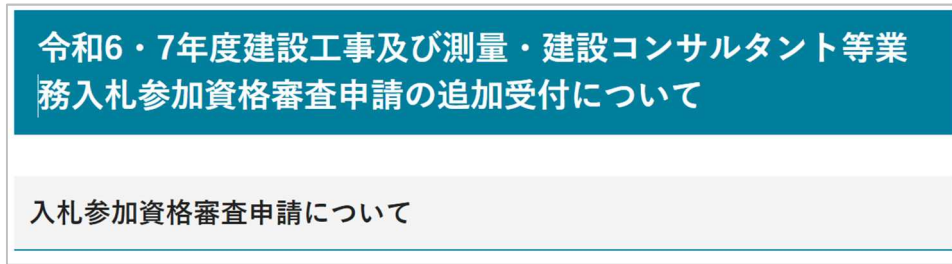 令和6・7年度建設工事及び測量・建設コンサルタント等業
務入札参加資格審査申請の追加受付について
入札参加資格審査申請について